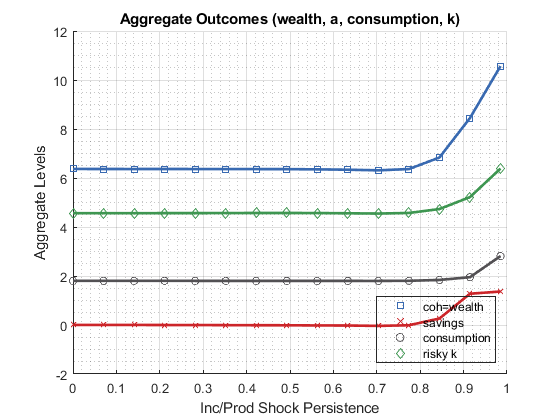 Aggregate Outcomes (wealth, a, consumption, k)
12
10
8
6
4
2
0
-2
Aggregate Levels
coh=wealth
savings
consumption
risky k
0 0.1 0.2 0.3 0.4 0.5 0.6 0.7 0.8 0.9 1
Inc/Prod Shock Persistence